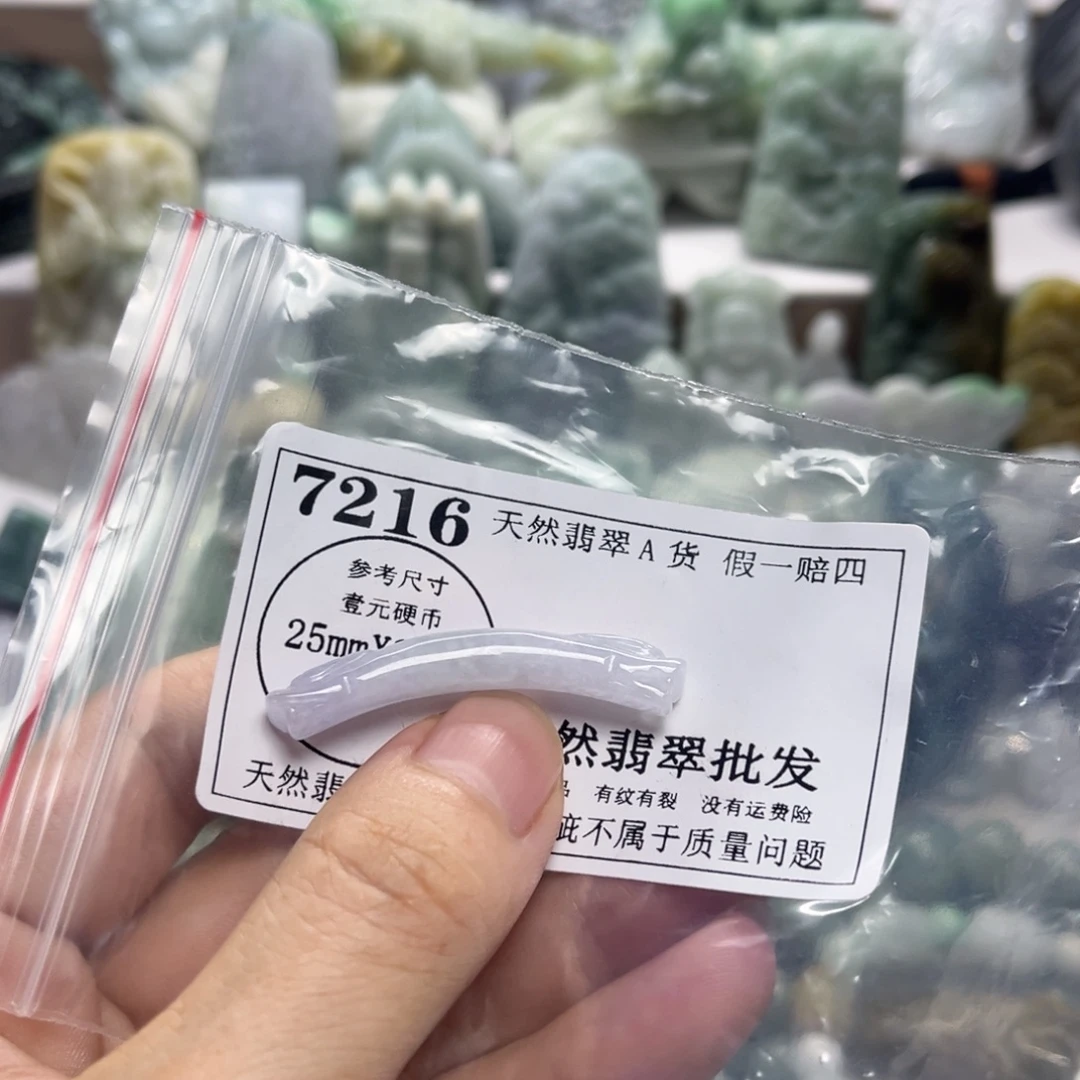 7216 天然翡翠A货 假一赔四
参考尺寸
壹元硬币
25mm
然翡翠批发
天然
有纹有裂 没有运费险
疵不属于质量问题